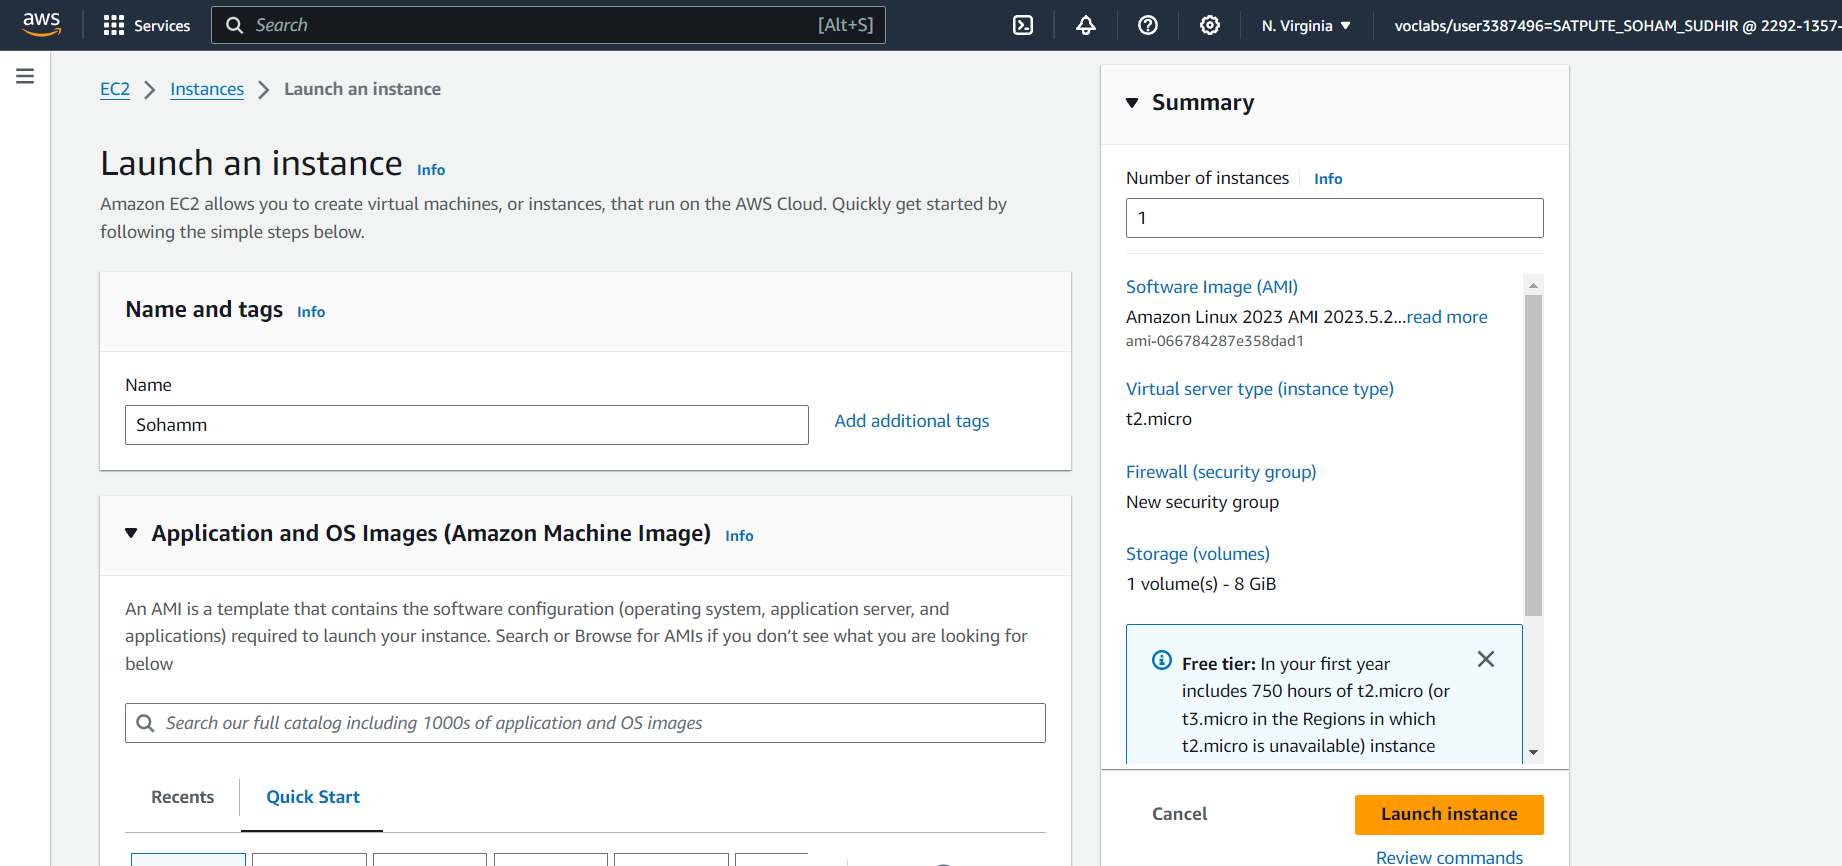 aws
Services
Search
[Alt+S]
N. Virginia
voclabs/user3387496=SATPUTE_SOHAM_SUDHIR @ 2292-1357-
EC2 > Instances > Launch an instance
Launch an instance Info
Amazon EC2 allows you to create virtual machines, or instances, that run on the AWS Cloud. Quickly get started by
following the simple steps below.
Name and tags Info
Name
Sohamm
Add additional tags
Application and OS Images (Amazon Machine Image) Info
An AMI is a template that contains the software configuration (operating system, application server, and
applications) required to launch your instance. Search or Browse for AMIs if you don’t see what you are looking for
below
Search our full catalog including 1000s of application and OS images
Recents
Quick Start
Summary
Number of instances Info
1
Software Image (AMI)
Amazon Linux 2023 AMI 2023.5.2...read more
ami-066784287e358dad1
Virtual server type (instance type)
t2.micro
Firewall (security group)
New security group
Storage (volumes)
1 volume(s) - 8 GiB
Free tier: In your first year
includes 750 hours of t2.micro (or
t3.micro in the Regions in which
t2.micro is unavailable) instance
Cancel
Launch instance
Review commands